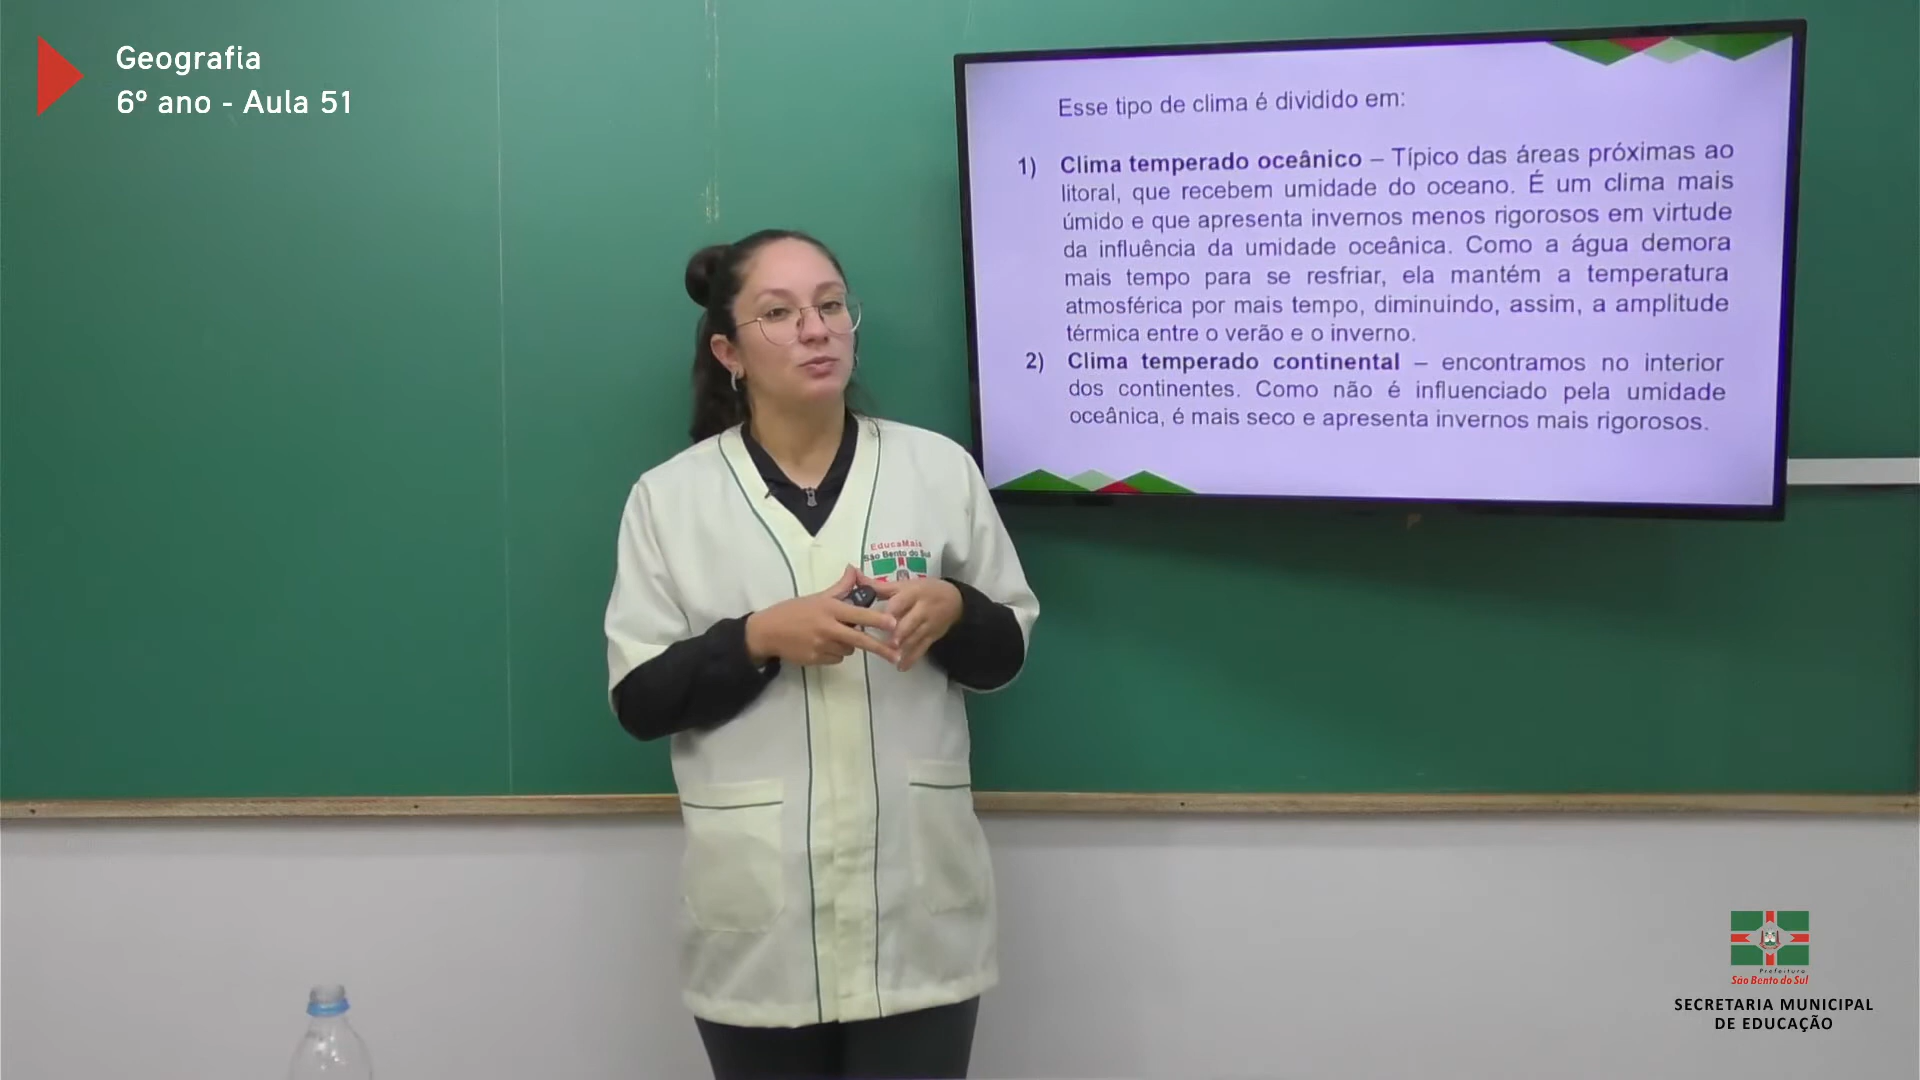 Geografia
6º ano - Aula 51
Esse tipo de clima é dividido em:
1) Clima temperado oceânico – Típico das áreas próximas ao
litoral, que recebem umidade do oceano. É um clima mais
úmido e que apresenta invernos menos rigorosos em virtude
da influência da umidade oceânica. Como a água demora
mais tempo para se resfriar, ela mantém a temperatura
atmosférica por mais tempo, diminuindo, assim, a amplitude
térmica entre o verão e o inverno.
2) Clima temperado continental – encontramos no interior
dos continentes. Como não é influenciado pela umidade
oceânica, é mais seco e apresenta invernos mais rigorosos.
EducaMais
São Bento do Sul
Prefeitura
São Bento do Sul
SECRETARIA MUNICIPAL
DE EDUCAÇÃO